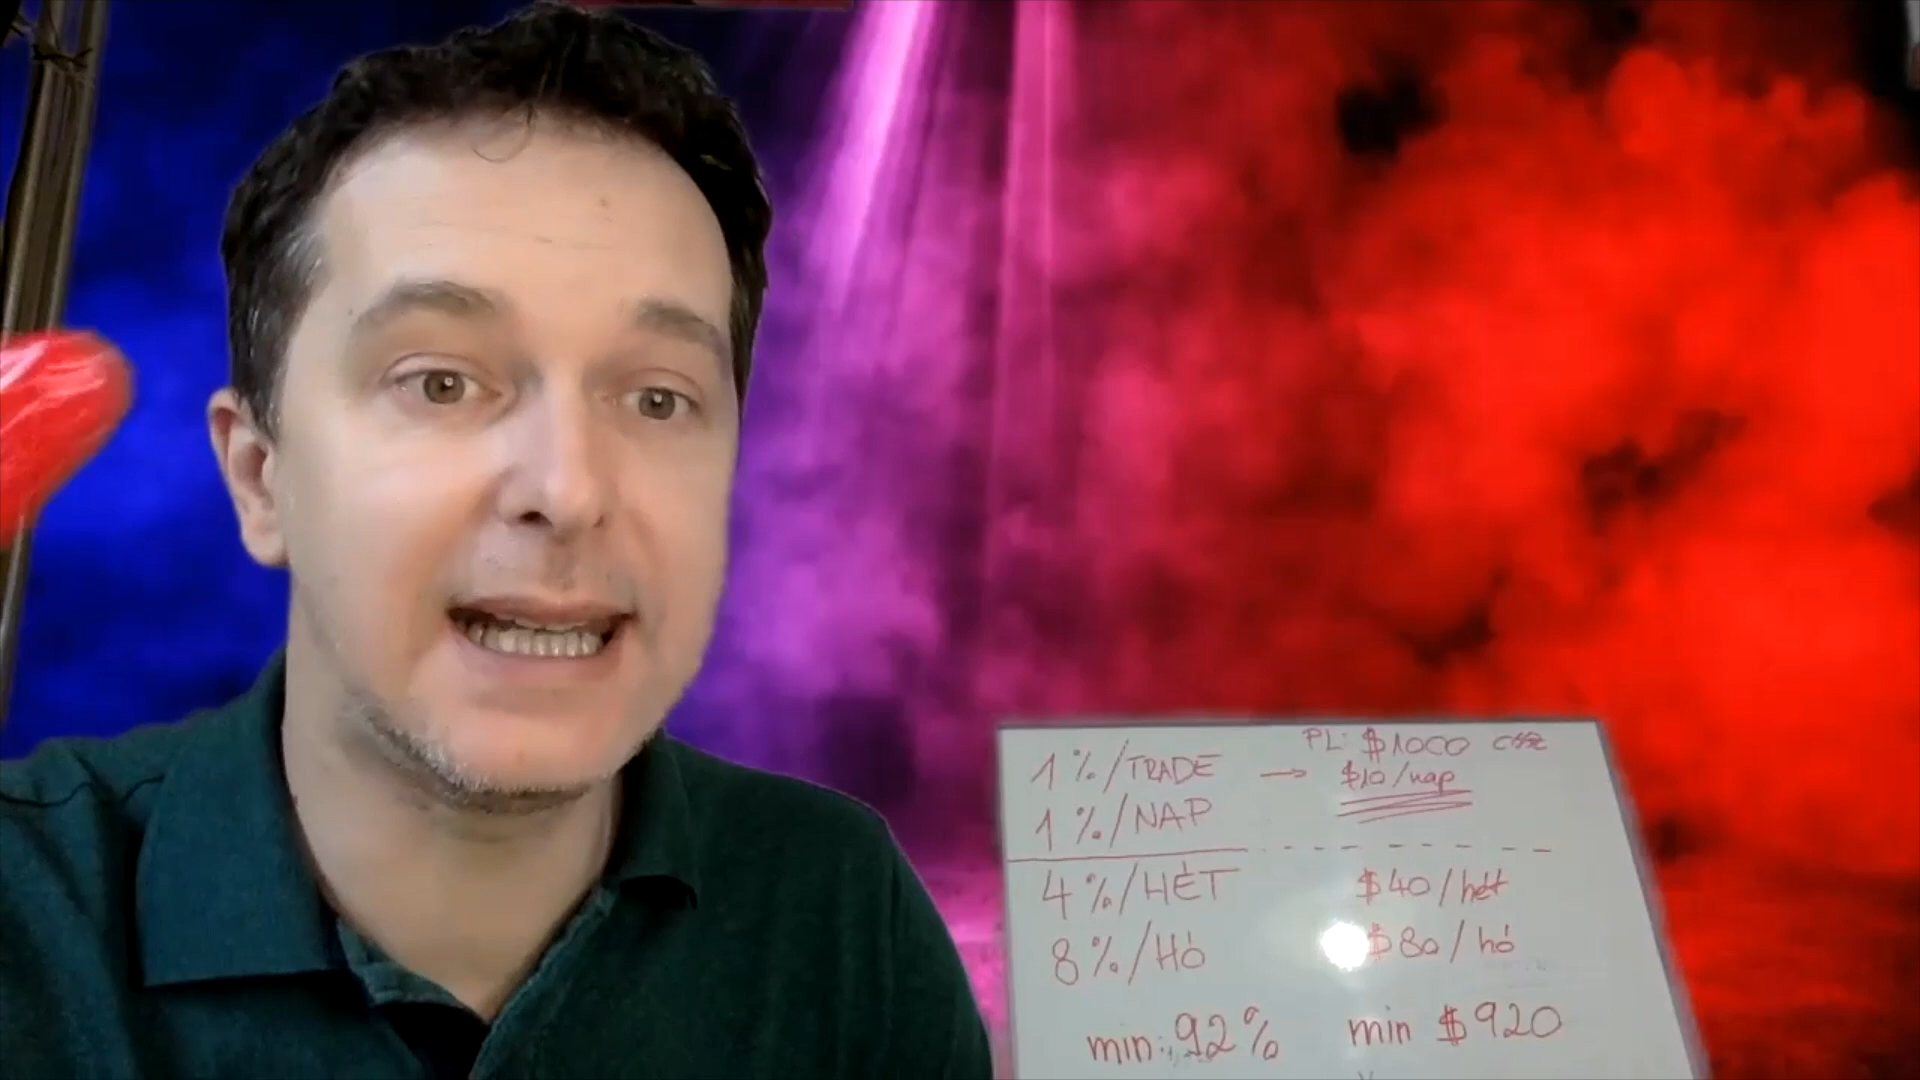 1%/TRADE → PL: $1000
1%/NAP $10/nap
4%/HÉT $40/hét
8%/HÓ $80/hó
min: 92% min $920